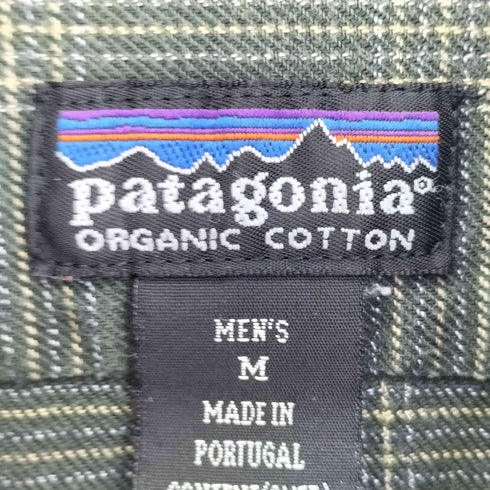 patagonia®
ORGANIC COTTON
MEN'S
M
MADE IN
PORTUGAL